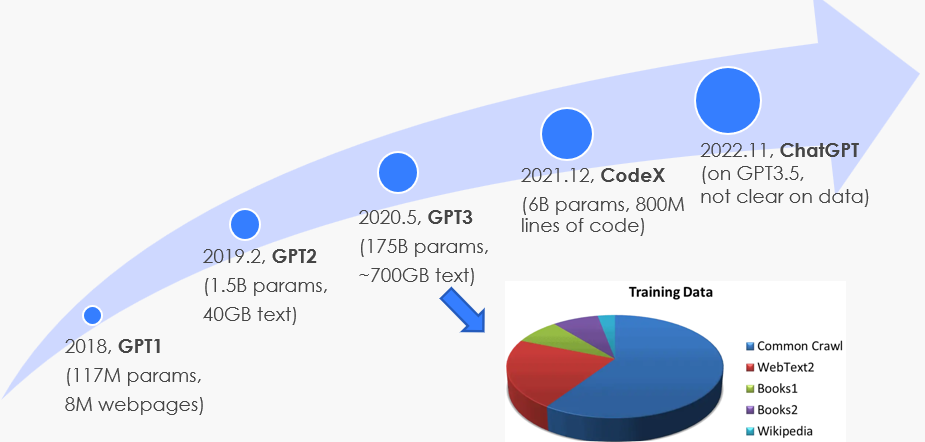 2018, GPT1
(117M params,
8M webpages)
2019.2, GPT2
(1.5B params,
40GB text)
2020.5, GPT3
(175B params,
~700GB text)
2021.12, CodeX
(6B params, 800M
lines of code)
2022.11, ChatGPT
(on GPT3.5,
not clear on data)
Training Data
Common Crawl
WebText2
Books1
Books2
Wikipedia